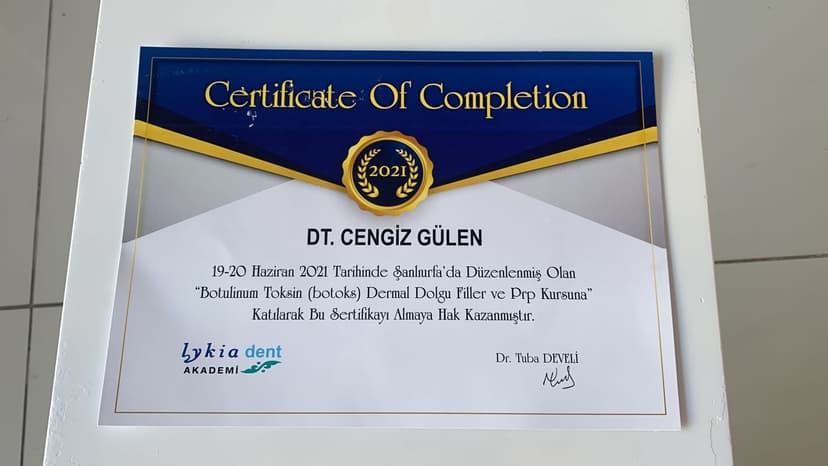 Certificate Of Completion
2021
DT. CENGİZ GÜLEN
19-20 Haziran 2021 Tarihinde Şanlıurfa'da Düzenlenmiş Olan
"Botulinum Toksin (botoks) Dermal Dolgu Filler ve Prp Kursuna"
Katılarak Bu Sertifikayı Almaya Hak Kazanmıştır.
Lykia dent
AKADEMİ
Dr. Tuba DEVELİ